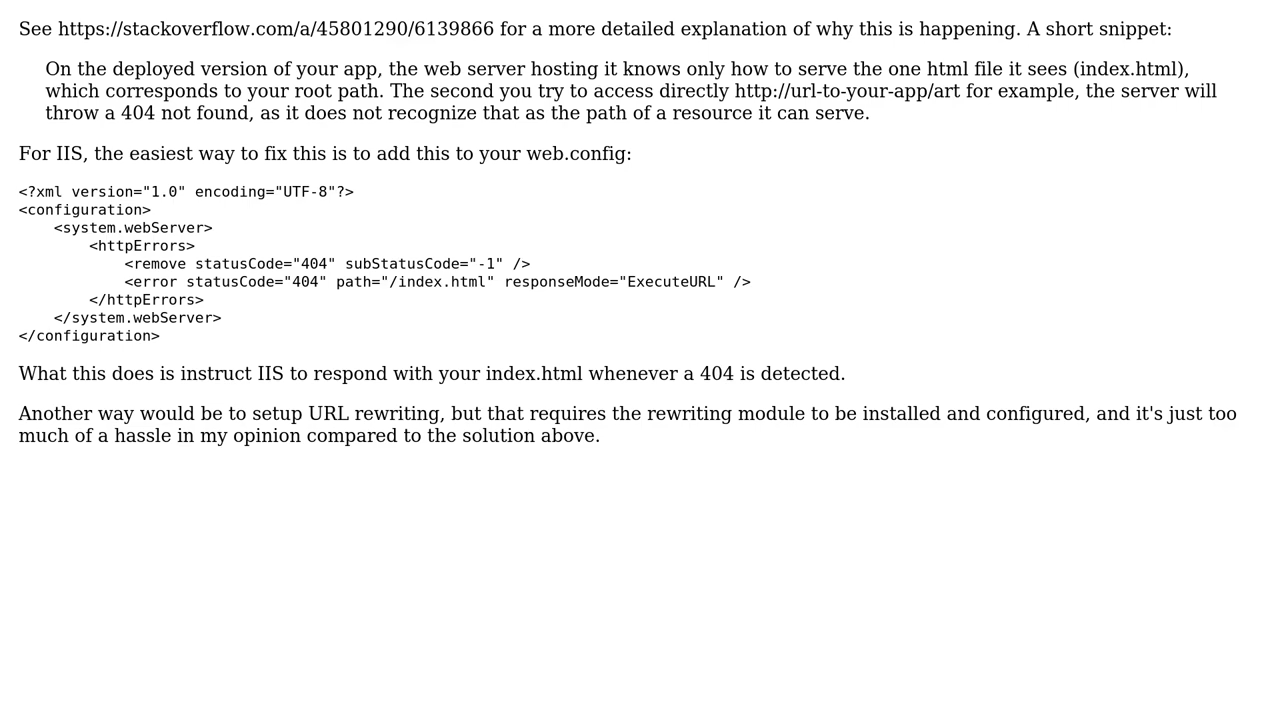 See https://stackoverflow.com/a/45801290/6139866 for a more detailed explanation of why this is happening. A short snippet:
On the deployed version of your app, the web server hosting it knows only how to serve the one html file it sees (index.html),
which corresponds to your root path. The second you try to access directly http://url-to-your-app/art for example, the server will
throw a 404 not found, as it does not recognize that as the path of a resource it can serve.
For IIS, the easiest way to fix this is to add this to your web.config:
<?xml version="1.0" encoding="UTF-8"?>
<configuration>
    <system.webServer>
        <httpErrors>
            <remove statusCode="404" subStatusCode="-1" />
            <error statusCode="404" path="/index.html" responseMode="ExecuteURL" />
        </httpErrors>
    </system.webServer>
</configuration>
What this does is instruct IIS to respond with your index.html whenever a 404 is detected.
Another way would be to setup URL rewriting, but that requires the rewriting module to be installed and configured, and it's just too
much of a hassle in my opinion compared to the solution above.